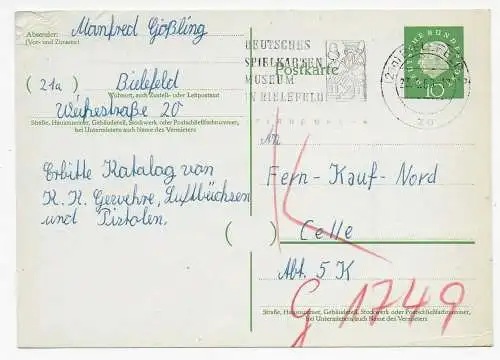 Absender:
(Vor- und Zuname)
Manfred Gößling
(21a)
Bielefeld
Wohnort, auch Zustell- oder Leitpostamt
Weihestraße 20
Straße, Hausnummer, Gebäudeteil, Stockwerk oder Postschließfachnummer,
bei Untermietern auch Name des Vermieters
Erbitte Katalag von
K. K. Gewehre, Luftbüchsen
und Pistolen.
DEUTSCHES
SPIELKARTEN
MUSEUM
IN BIELEFELD
Postkarte
DEUTSCHE BUNDESPOST
10
An
Fern-Kauf-Nord
Celle
( )
Abt. 5 K
Straße, Hausnummer, Gebäudeteil, Stockwerk oder Postschließfachnummer,
bei Untermietern auch Name des Vermieters
G 1749